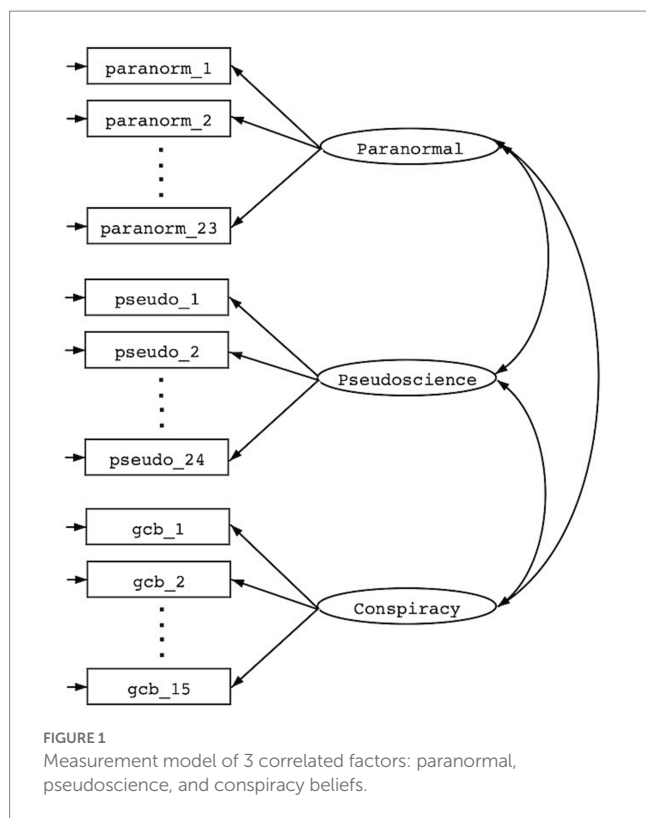 paranorm_1
paranorm_2
paranorm_23
Paranormal
pseudo_1
pseudo_2
pseudo_24
Pseudoscience
gcb_1
gcb_2
gcb_15
Conspiracy
FIGURE 1
Measurement model of 3 correlated factors: paranormal,
pseudoscience, and conspiracy beliefs.